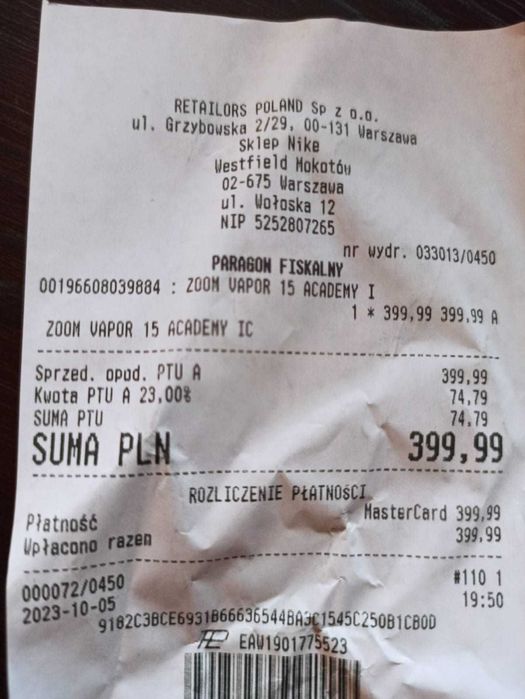 RETAILORS POLAND Sp z o.o.
ul. Grzybowska 2/29, 00-131 Warszawa
Sklep Nike
Westfield Mokotów
02-675 Warszawa
ul. Wołoska 12
NIP 5252807265
nr wydr. 033013/0450
PARAGON FISKALNY
00196608039884 : ZOOM VAPOR 15 ACADEMY I
1 * 399,99 399.99 A
ZOOM VAPOR 15 ACADEMY IC
Sprzed. opod. PTU A 399,99
Kwota PTU A 23,00% 74,79
SUMA PTU 74.79
SUMA PLN 399,99
ROZLICZENIE PŁATNOŚCI
Płatność MasterCard 399,99
Wpłacono razem 399,99
000072/0450 #110 1
2023-10-05 19:50
9182C3BCE6931B66636544BA3C1545C250B1CB0D
EAW1901775523